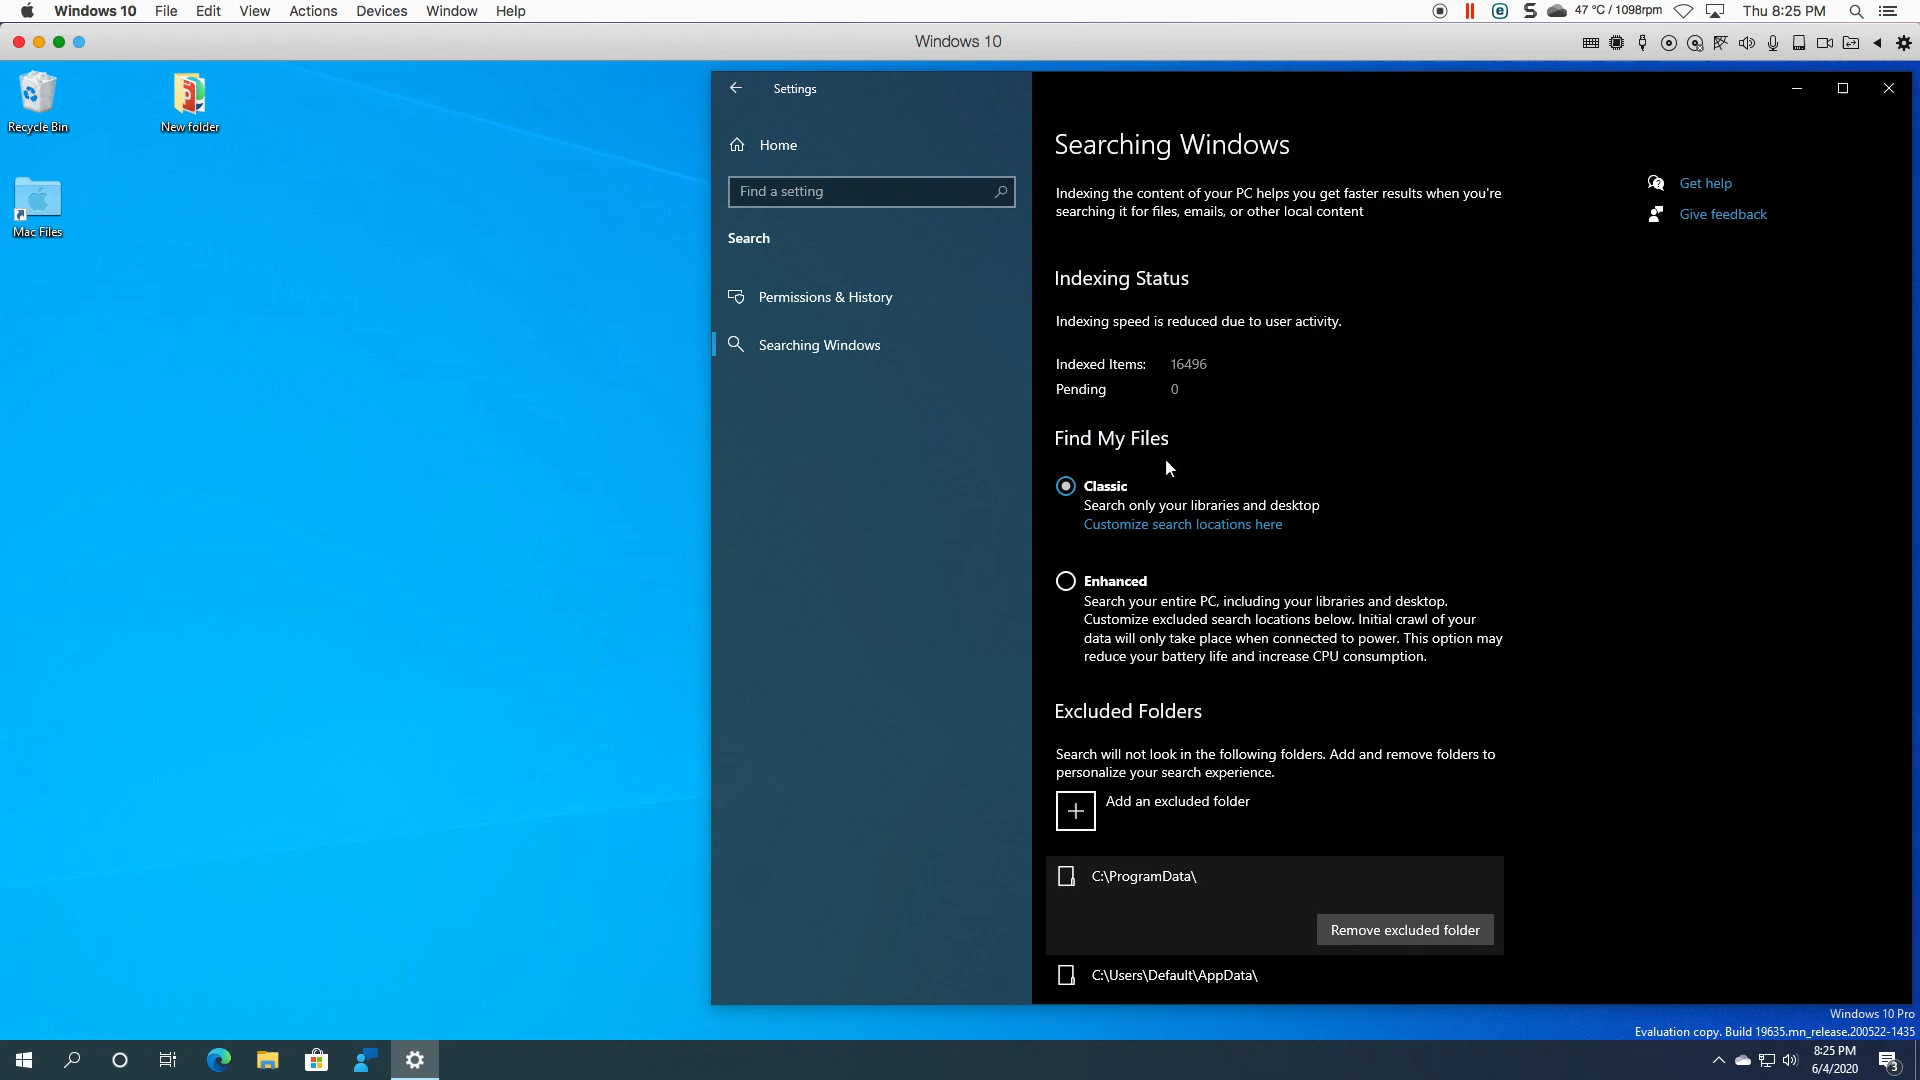 Windows 10 File Edit View Actions Devices Window Help
47 °C / 1098rpm Thu 8:25 PM
Windows 10
Recycle Bin
New folder
Mac Files
Settings
Home
Find a setting
Search
Permissions & History
Searching Windows
Searching Windows
Indexing the content of your PC helps you get faster results when you're
searching it for files, emails, or other local content
Get help
Give feedback
Indexing Status
Indexing speed is reduced due to user activity.
Indexed Items: 16496
Pending 0
Find My Files
Classic
Search only your libraries and desktop
Customize search locations here
Enhanced
Search your entire PC, including your libraries and desktop.
Customize excluded search locations below. Initial crawl of your
data will only take place when connected to power. This option may
reduce your battery life and increase CPU consumption.
Excluded Folders
Search will not look in the following folders. Add and remove folders to
personalize your search experience.
Add an excluded folder
C:\ProgramData\
Remove excluded folder
C:\Users\Default\AppData\
Windows 10 Pro
Evaluation copy. Build 19635.mn_release.200522-1435
8:25 PM
6/4/2020
3